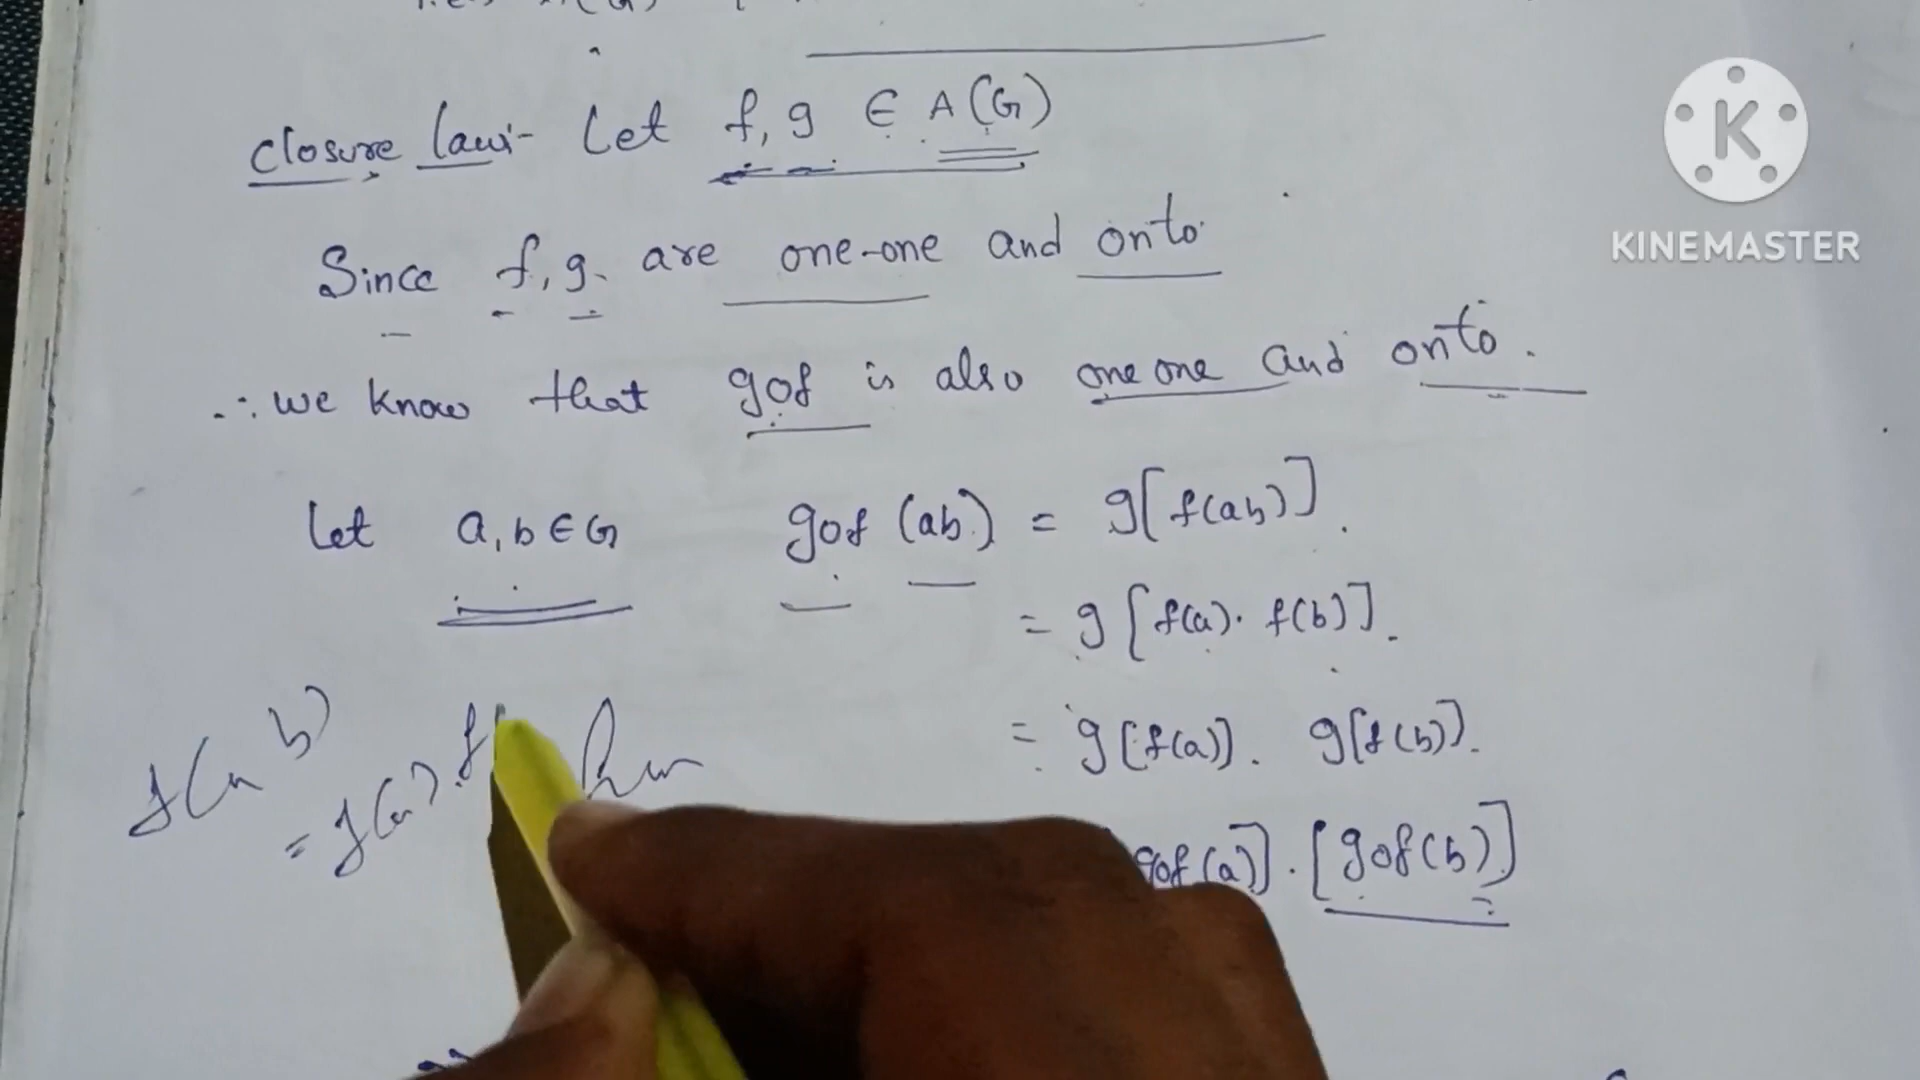 closure law:- Let f, g ∈ A(G)
Since f, g are one-one and onto
∴ we know that gof is also one one and onto.
Let a, b ∈ G gof (ab) = g[f(ab)].
= g[f(a). f(b)].
= g[f(a)]. g[f(b)].
gof(a)].[gof(b)]
f(a b)
= f(a). f(
K
KINEMASTER